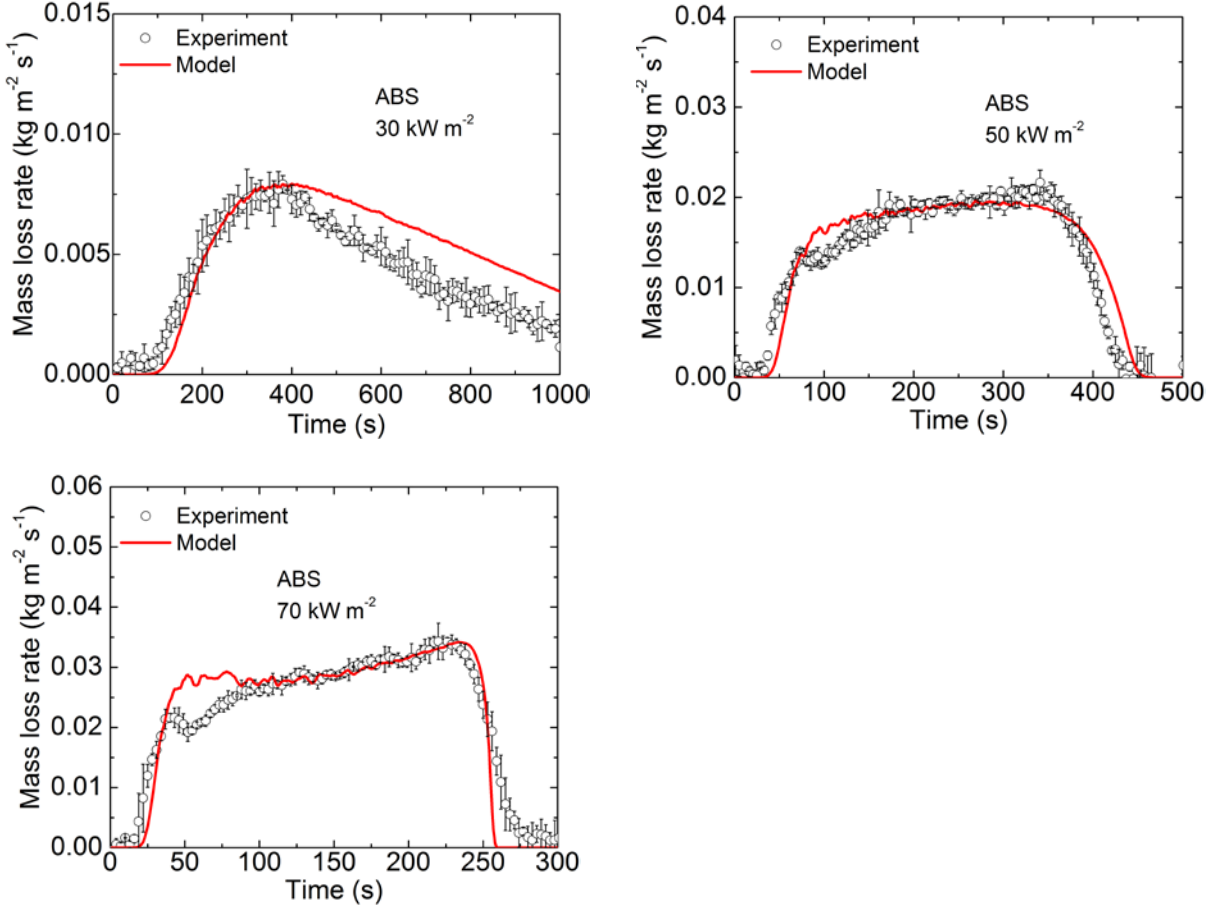 0.015
0.010
0.005
0.000
Mass loss rate (kg m⁻² s⁻¹)
Experiment
Model
ABS
30 kW m⁻²
0 200 400 600 800 1000
Time (s)
0.04
0.03
0.02
0.01
0.00
Mass loss rate (kg m⁻² s⁻¹)
Experiment
Model
ABS
50 kW m⁻²
0 100 200 300 400 500
Time (s)
0.06
0.05
0.04
0.03
0.02
0.01
0.00
Mass loss rate (kg m⁻² s⁻¹)
Experiment
Model
ABS
70 kW m⁻²
0 50 100 150 200 250 300
Time (s)